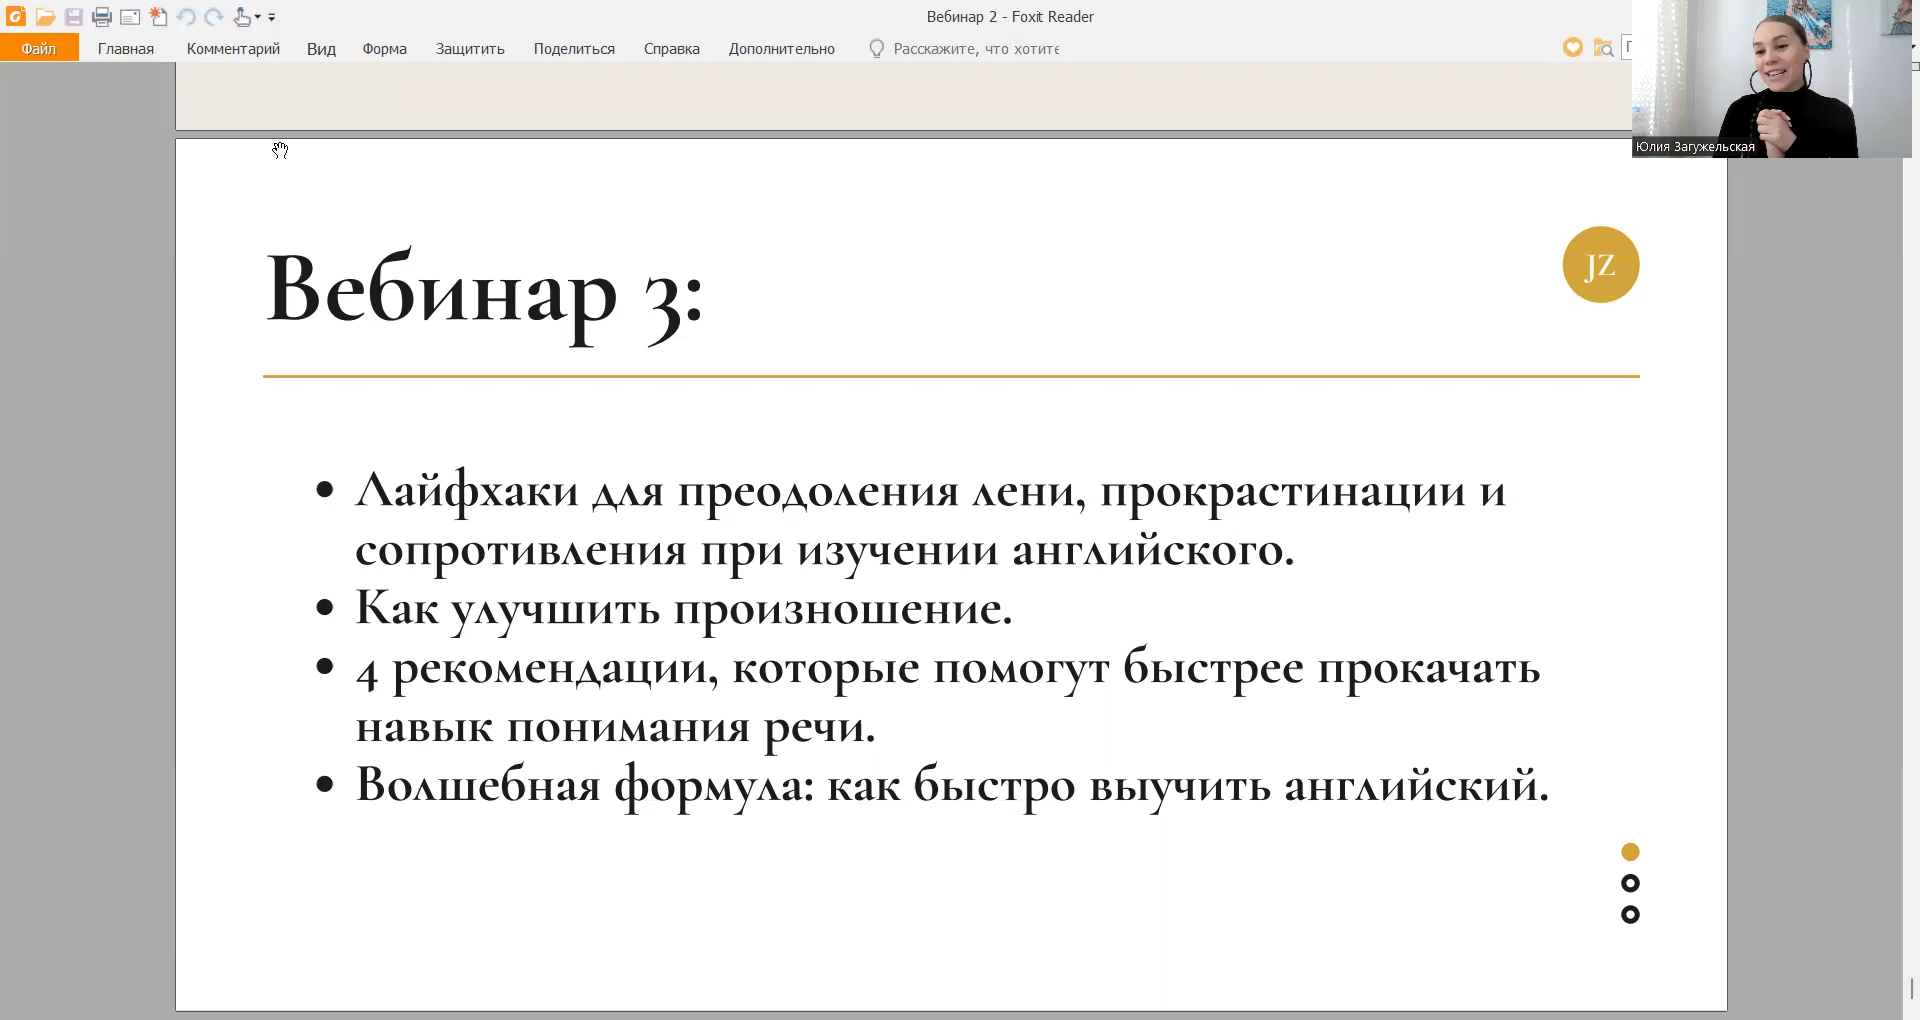 Вебинар 2 - Foxit Reader
Файл Главная Комментарий Вид Форма Защитить Поделиться Справка Дополнительно Расскажите, что хотите
Юлия Загужельская
Вебинар 3:
JZ
• Лайфхаки для преодоления лени, прокрастинации и
сопротивления при изучении английского.
• Как улучшить произношение.
• 4 рекомендации, которые помогут быстрее прокачать
навык понимания речи.
• Волшебная формула: как быстро выучить английский.